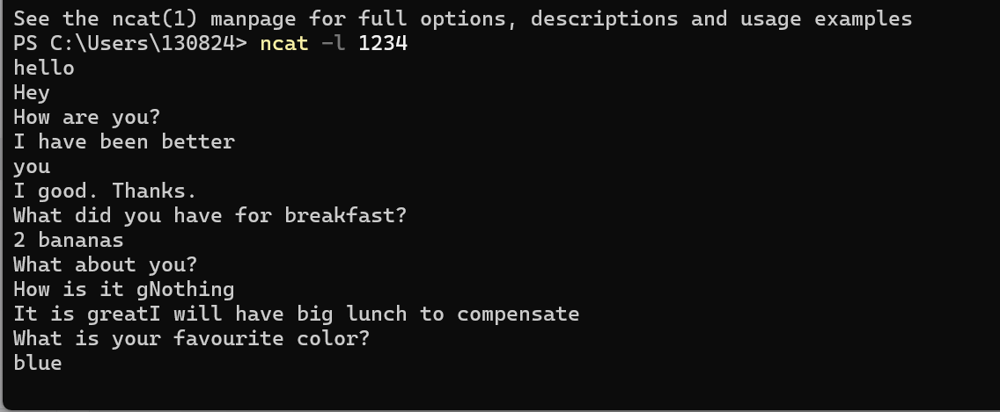 See the ncat(1) manpage for full options, descriptions and usage examples
PS C:\Users\130824> ncat -l 1234
hello
Hey
How are you?
I have been better
you
I good. Thanks.
What did you have for breakfast?
2 bananas
What about you?
How is it gNothing
It is greatI will have big lunch to compensate
What is your favourite color?
blue